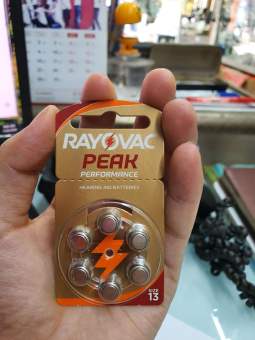 RAYOVAC
PEAK
PERFORMANCE
HEARING AID BATTERIES
SIZE
13